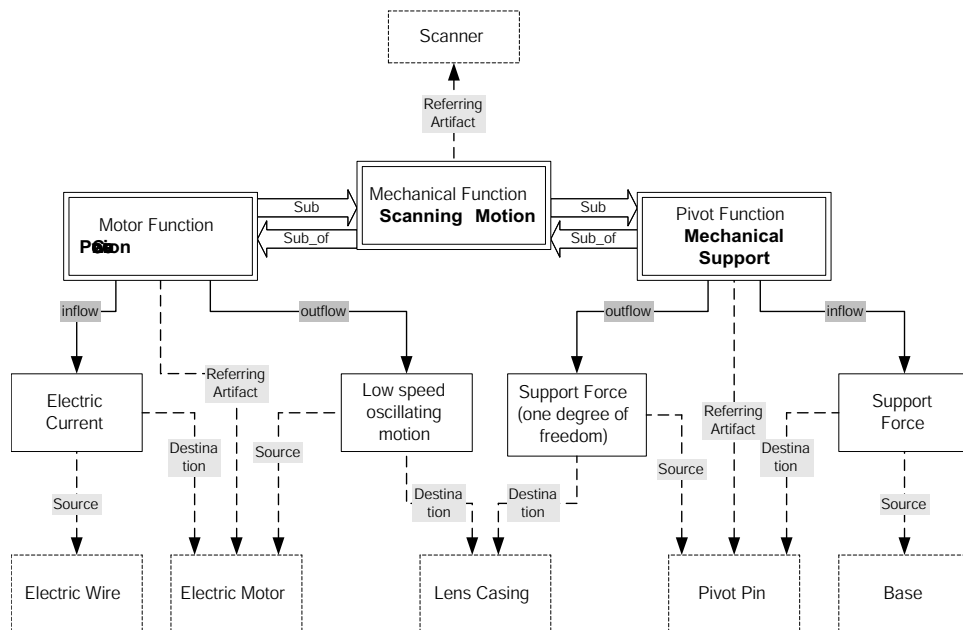 Scanner
Referring
Artifact
Mechanical Function
Scanning Motion
Sub
Sub
Sub_of
Sub_of
Motor Function
Pivot Function
Mechanical
Support
inflow
outflow
outflow
inflow
Electric
Current
Referring
Artifact
Low speed
oscillating
motion
Support Force
(one degree of
freedom)
Referring
Artifact
Support
Force
Destina
tion
Source
Source
Destina
tion
Source
Destina
tion
Destina
tion
Source
Electric Wire
Electric Motor
Lens Casing
Pivot Pin
Base